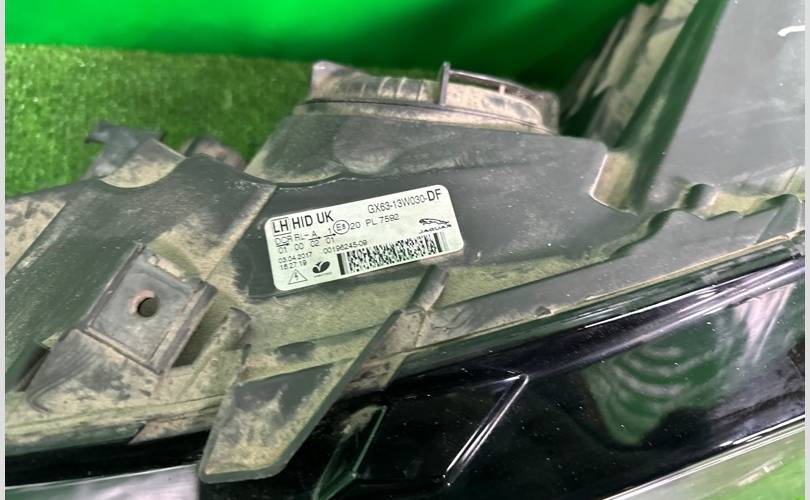 LH HID UK
GX63-13W030-DF
DCR RL- A 1 E8 20 PL 7592
01 00 02 01
03.04.2017 00196245-09
15:27:19
JAGUAR